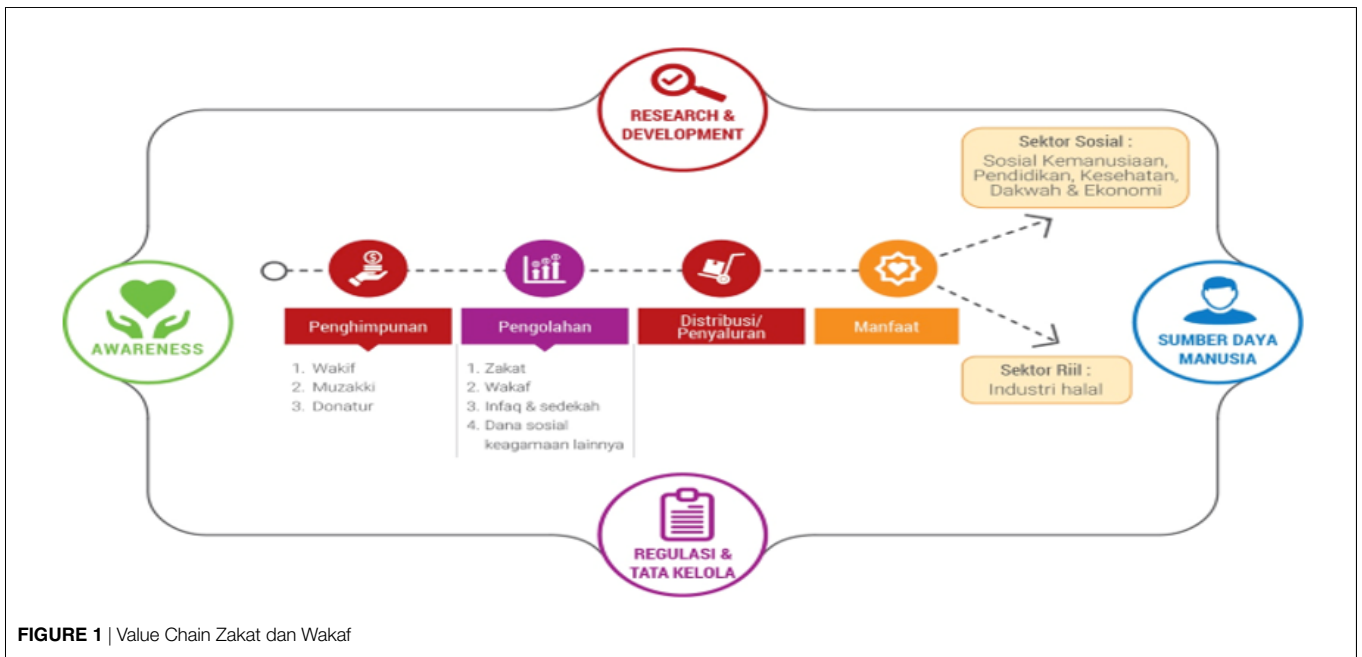 RESEARCH &
DEVELOPMENT
Sektor Sosial :
Sosial Kemanusiaan,
Pendidikan, Kesehatan,
Dakwah & Ekonomi
AWARENESS
Penghimpunan
1. Wakif
2. Muzakki
3. Donatur
Pengolahan
1. Zakat
2. Wakaf
3. Infaq & sedekah
4. Dana sosial
keagamaan lainnya
Distribusi/
Penyaluran
Manfaat
Sektor Riil :
Industri halal
SUMBER DAYA
MANUSIA
REGULASI &
TATA KELOLA
FIGURE 1 | Value Chain Zakat dan Wakaf